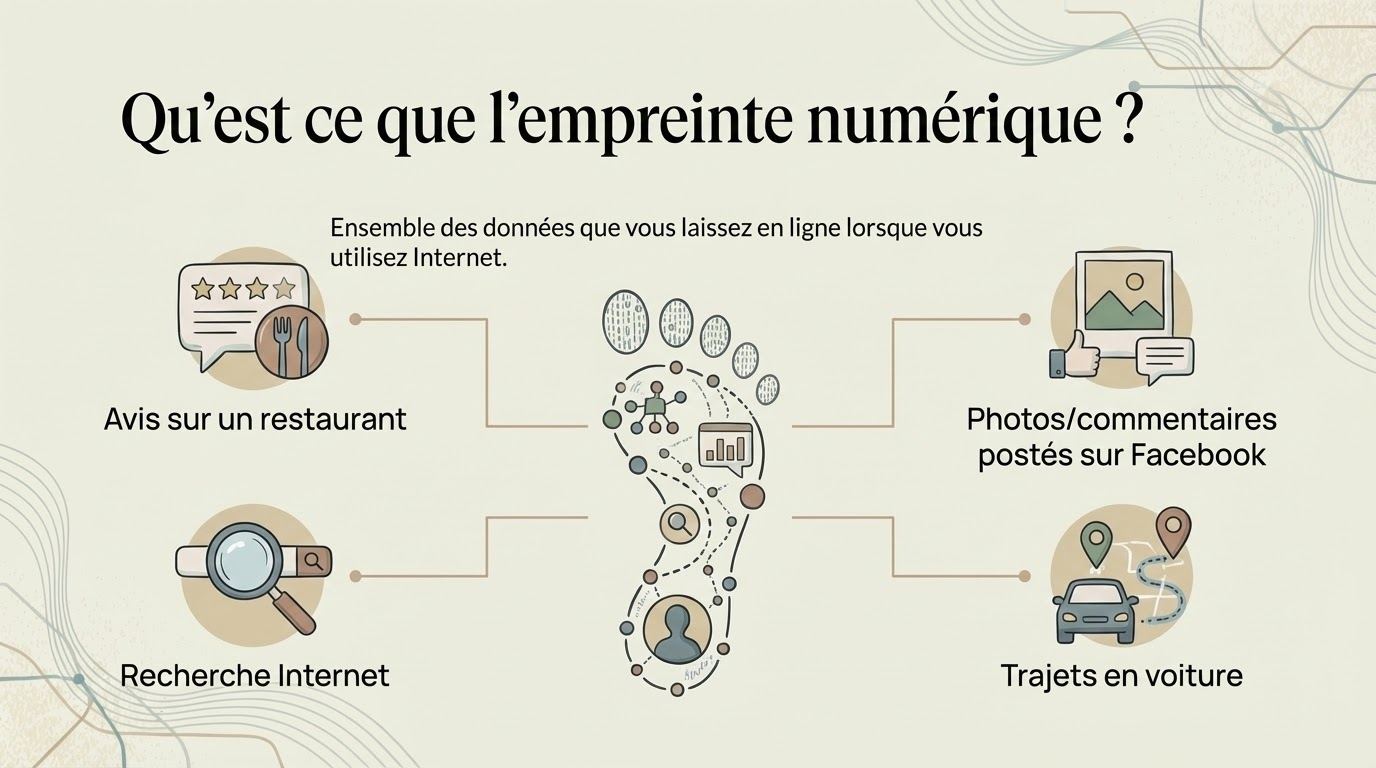 Qu’est ce que l’empreinte numérique ?
Ensemble des données que vous laissez en ligne lorsque vous
utilisez Internet.
Avis sur un restaurant
Photos/commentaires
postés sur Facebook
Recherche Internet
Trajets en voiture